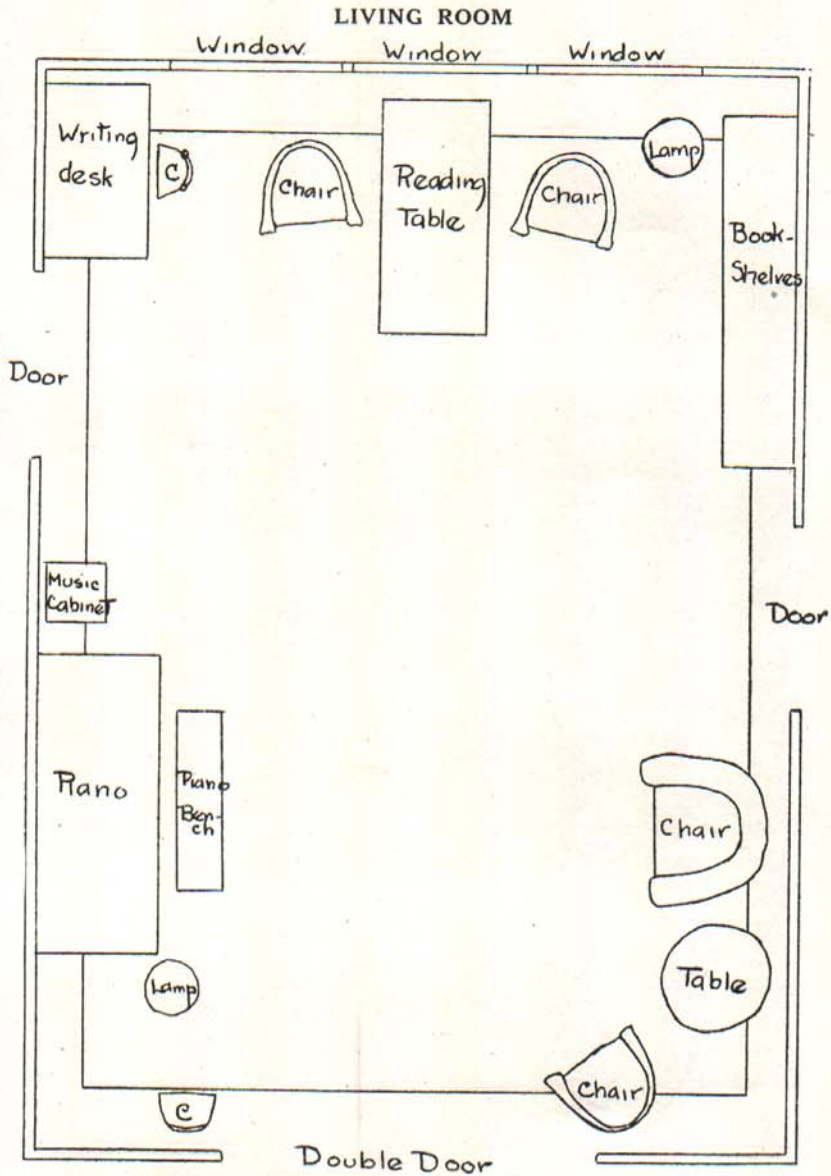 LIVING ROOM
Window
Window
Window
Writing
desk
C
Chair
Reading
Table
Chair
Lamp
Book-
Shelves
Door
Music
Cabinet
Door
Piano
Piano
Ben-
ch
Chair
Lamp
Table
C
Chair
Double Door